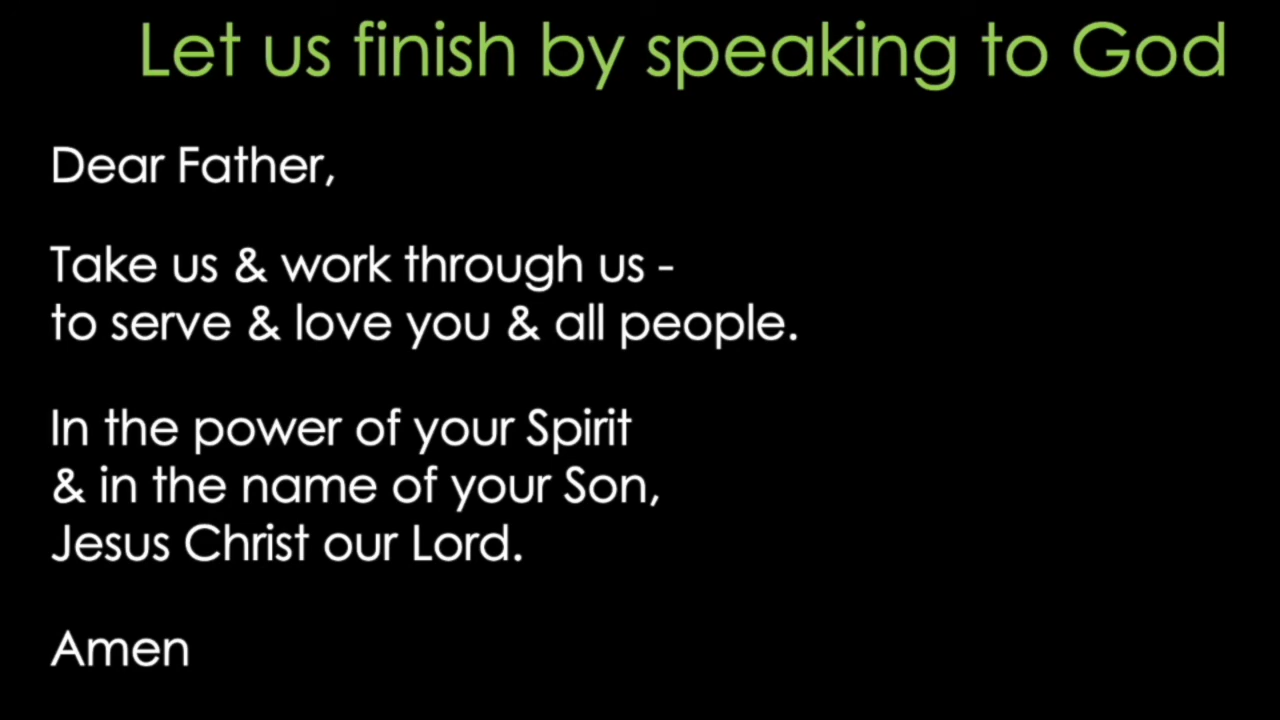 Let us finish by speaking to God
Dear Father,
Take us & work through us -
to serve & love you & all people.
In the power of your Spirit
& in the name of your Son,
Jesus Christ our Lord.
Amen